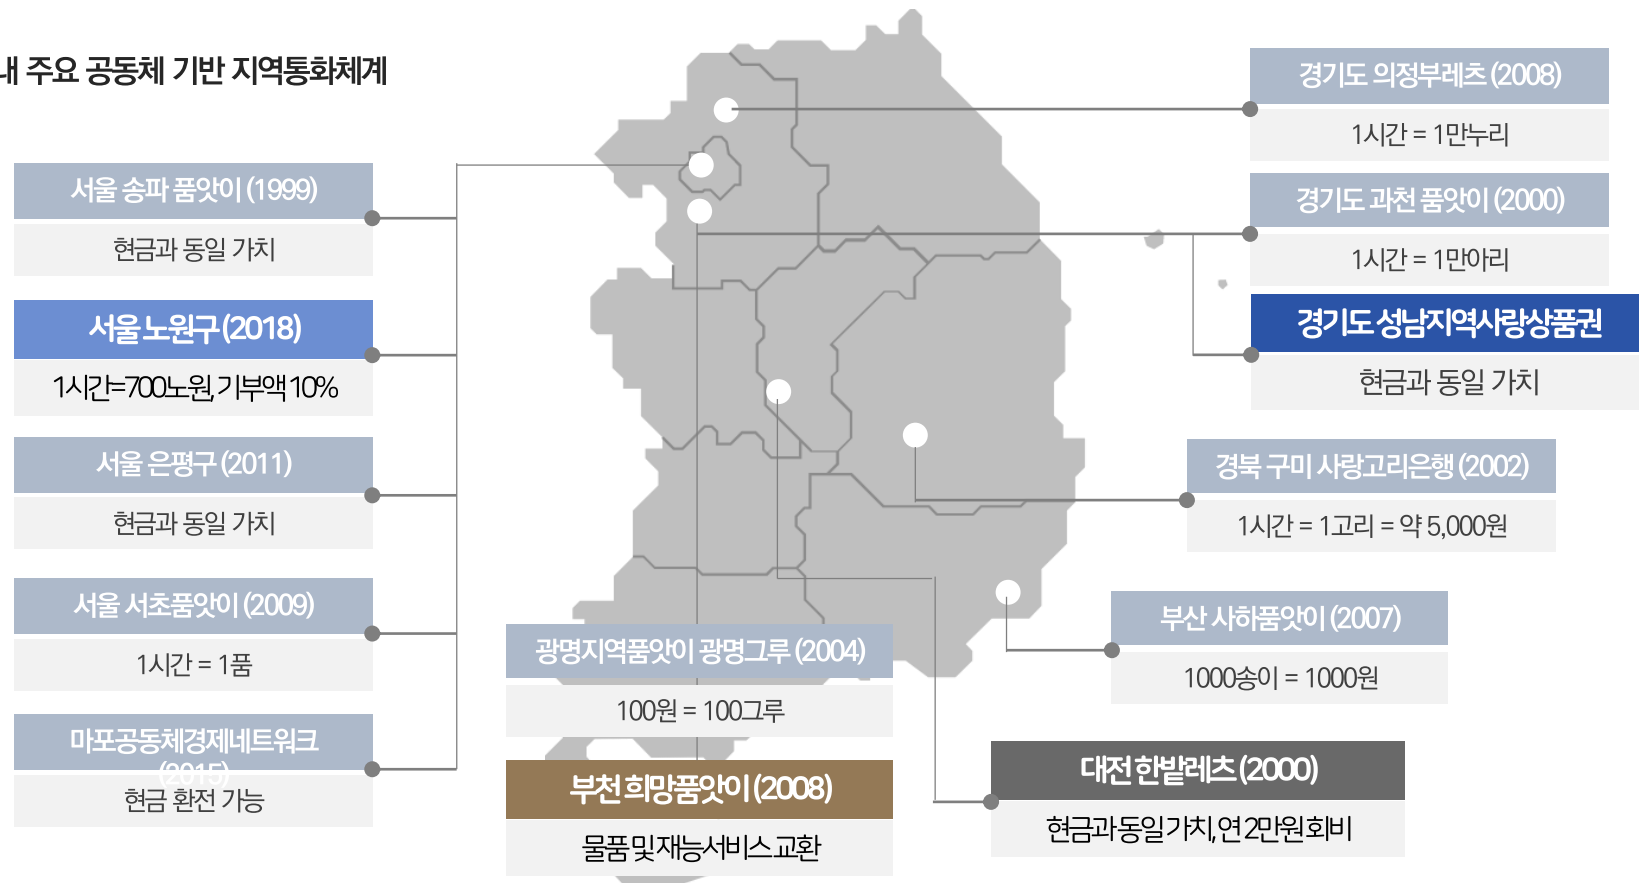 내 주요 공동체 기반 지역통화체계
서울 송파 품앗이 (1999)
현금과 동일 가치
서울 노원구 (2018)
1시간=700노원, 기부액 10%
서울 은평구 (2011)
현금과 동일 가치
서울 서초품앗이 (2009)
1시간 = 1품
마포공동체경제네트워크
(2015)
현금 환전 가능
광명지역품앗이 광명그루 (2004)
100원 = 100그루
부천 희망품앗이 (2008)
물품 및 재능서비스 교환
경기도 의정부레츠 (2008)
1시간 = 1만누리
경기도 과천 품앗이 (2000)
1시간 = 1만아리
경기도 성남지역사랑상품권
현금과 동일 가치
경북 구미 사랑고리은행 (2002)
1시간 = 1고리 = 약 5,000원
부산 사하품앗이 (2007)
1000송이 = 1000원
대전 한밭레츠 (2000)
현금과 동일 가치, 연 2만원 회비